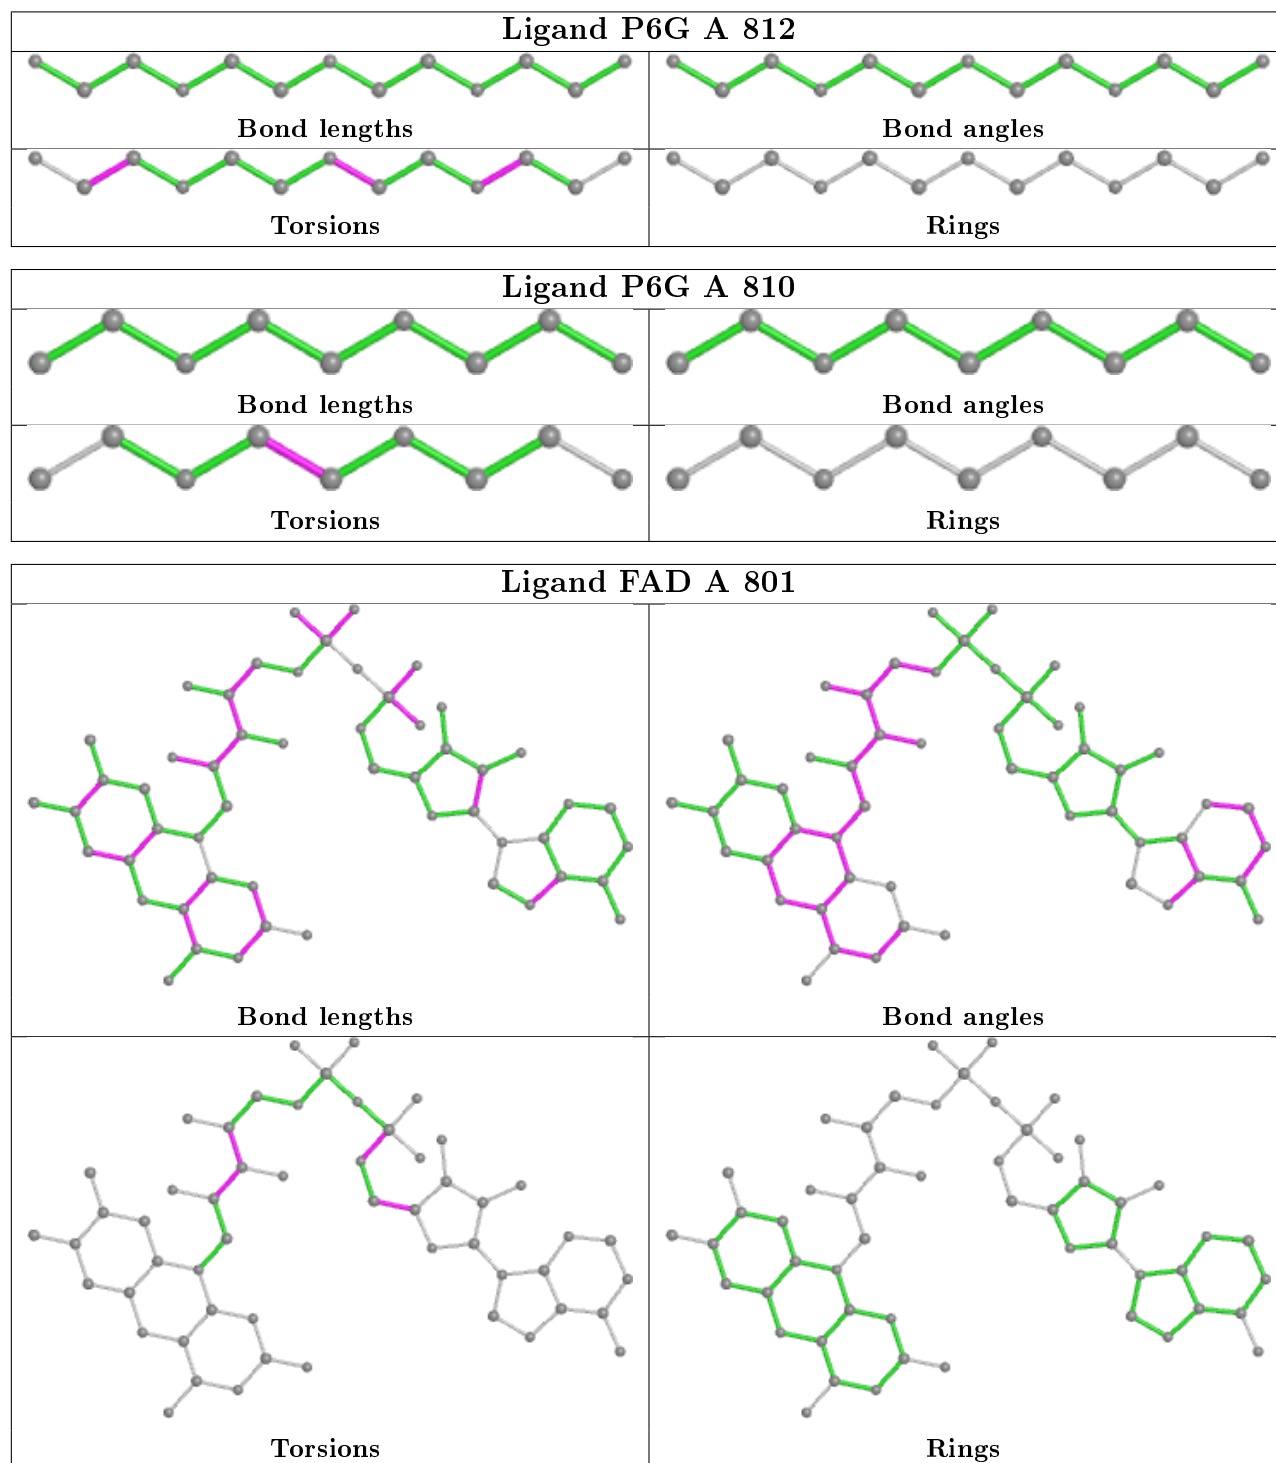 Ligand P6G A 812
Bond lengths
Bond angles
Torsions
Rings
Ligand P6G A 810
Bond lengths
Bond angles
Torsions
Rings
Ligand FAD A 801
Bond lengths
Bond angles
Torsions
Rings